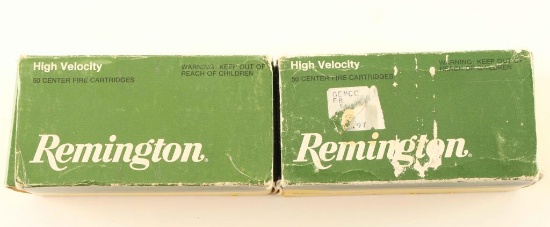 High Velocity
50 CENTER FIRE CARTRIDGES
WARNING: KEEP OUT OF
REACH OF CHILDREN
Remington®
High Velocity
50 CENTER FIRE CARTRIDGES
WARNING: KEEP OUT OF
REACH OF CHILDREN
GEMCO
Remington®